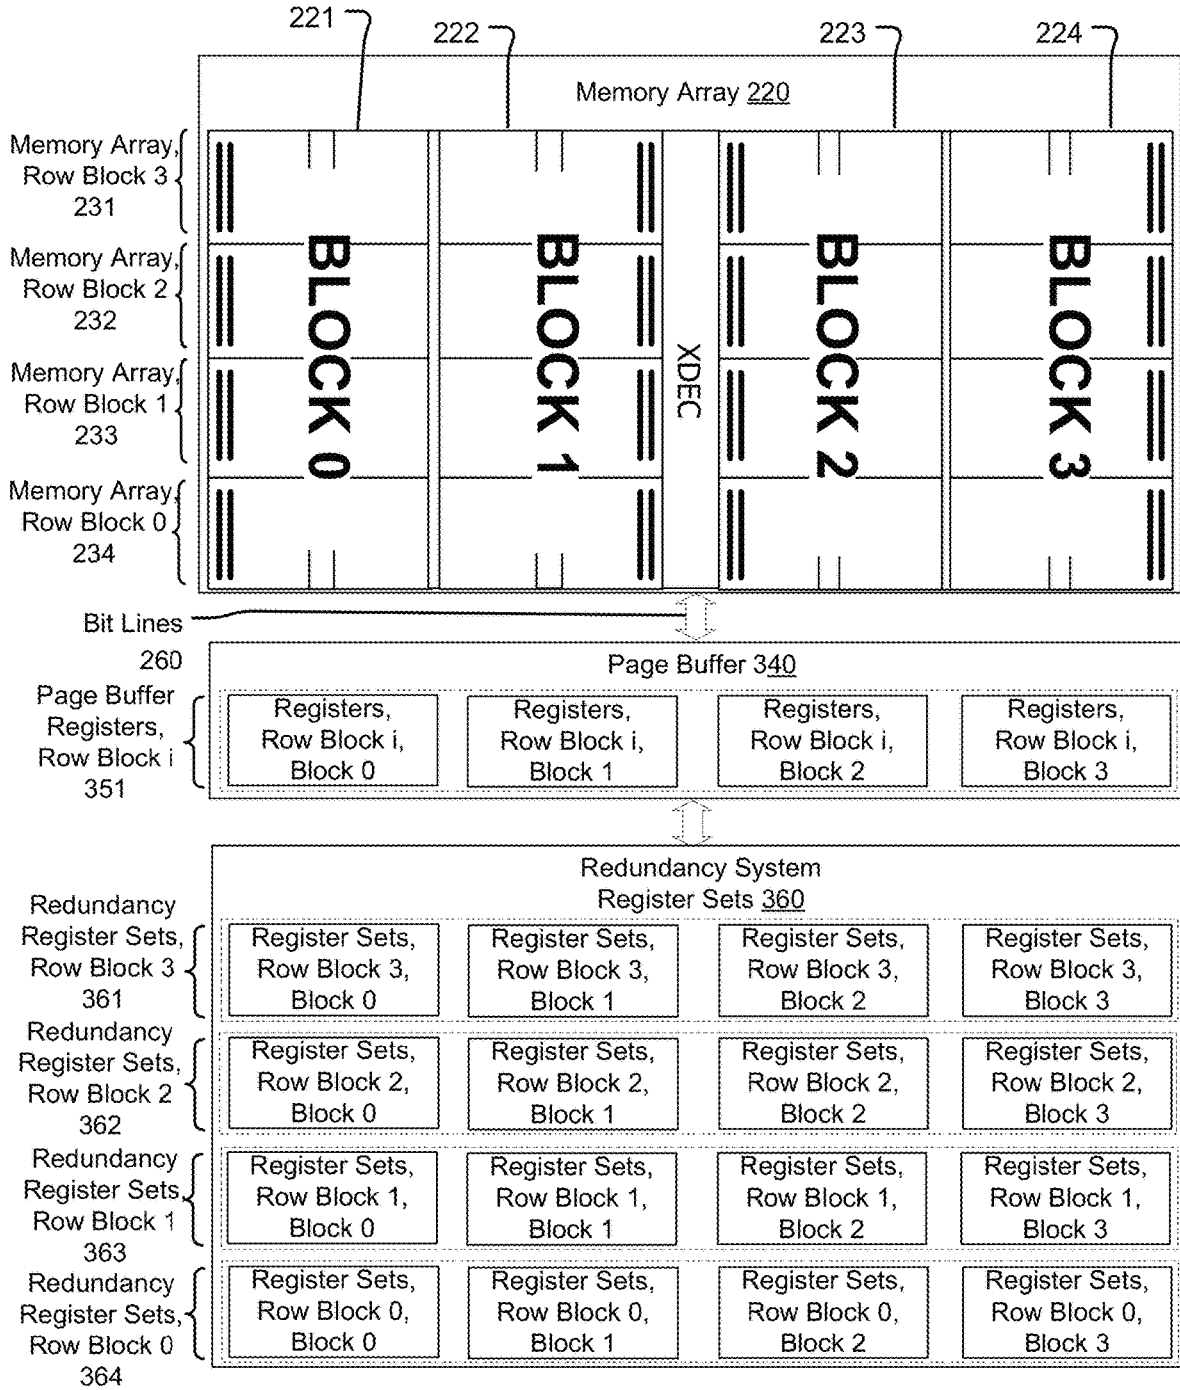 221
222
223
224
Memory Array 220
Memory Array,
Row Block 3
231
Memory Array,
Row Block 2
232
Memory Array,
Row Block 1
233
Memory Array,
Row Block 0
234
BLOCK 0
BLOCK 1
XDEC
BLOCK 2
BLOCK 3
Bit Lines
260
Page Buffer 340
Page Buffer
Registers,
Row Block i
351
Registers,
Row Block i,
Block 0
Registers,
Row Block i,
Block 1
Registers,
Row Block i,
Block 2
Registers,
Row Block i,
Block 3
Redundancy System
Register Sets 360
Redundancy
Register Sets,
Row Block 3
361
Register Sets,
Row Block 3,
Block 0
Register Sets,
Row Block 3,
Block 1
Register Sets,
Row Block 3,
Block 2
Register Sets,
Row Block 3,
Block 3
Redundancy
Register Sets,
Row Block 2
362
Register Sets,
Row Block 2,
Block 0
Register Sets,
Row Block 2,
Block 1
Register Sets,
Row Block 2,
Block 2
Register Sets,
Row Block 2,
Block 3
Redundancy
Register Sets,
Row Block 1
363
Register Sets,
Row Block 1,
Block 0
Register Sets,
Row Block 1,
Block 1
Register Sets,
Row Block 1,
Block 2
Register Sets,
Row Block 1,
Block 3
Redundancy
Register Sets,
Row Block 0
364
Register Sets,
Row Block 0,
Block 0
Register Sets,
Row Block 0,
Block 1
Register Sets,
Row Block 0,
Block 2
Register Sets,
Row Block 0,
Block 3